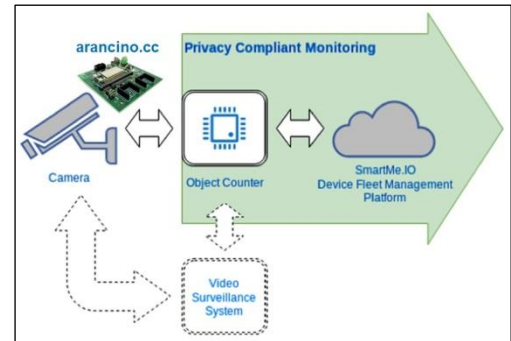 arancino.cc
Privacy Compliant Monitoring
Camera
Object Counter
SmartMe.IO
Device Fleet Management
Platform
Video
Surveillance
System